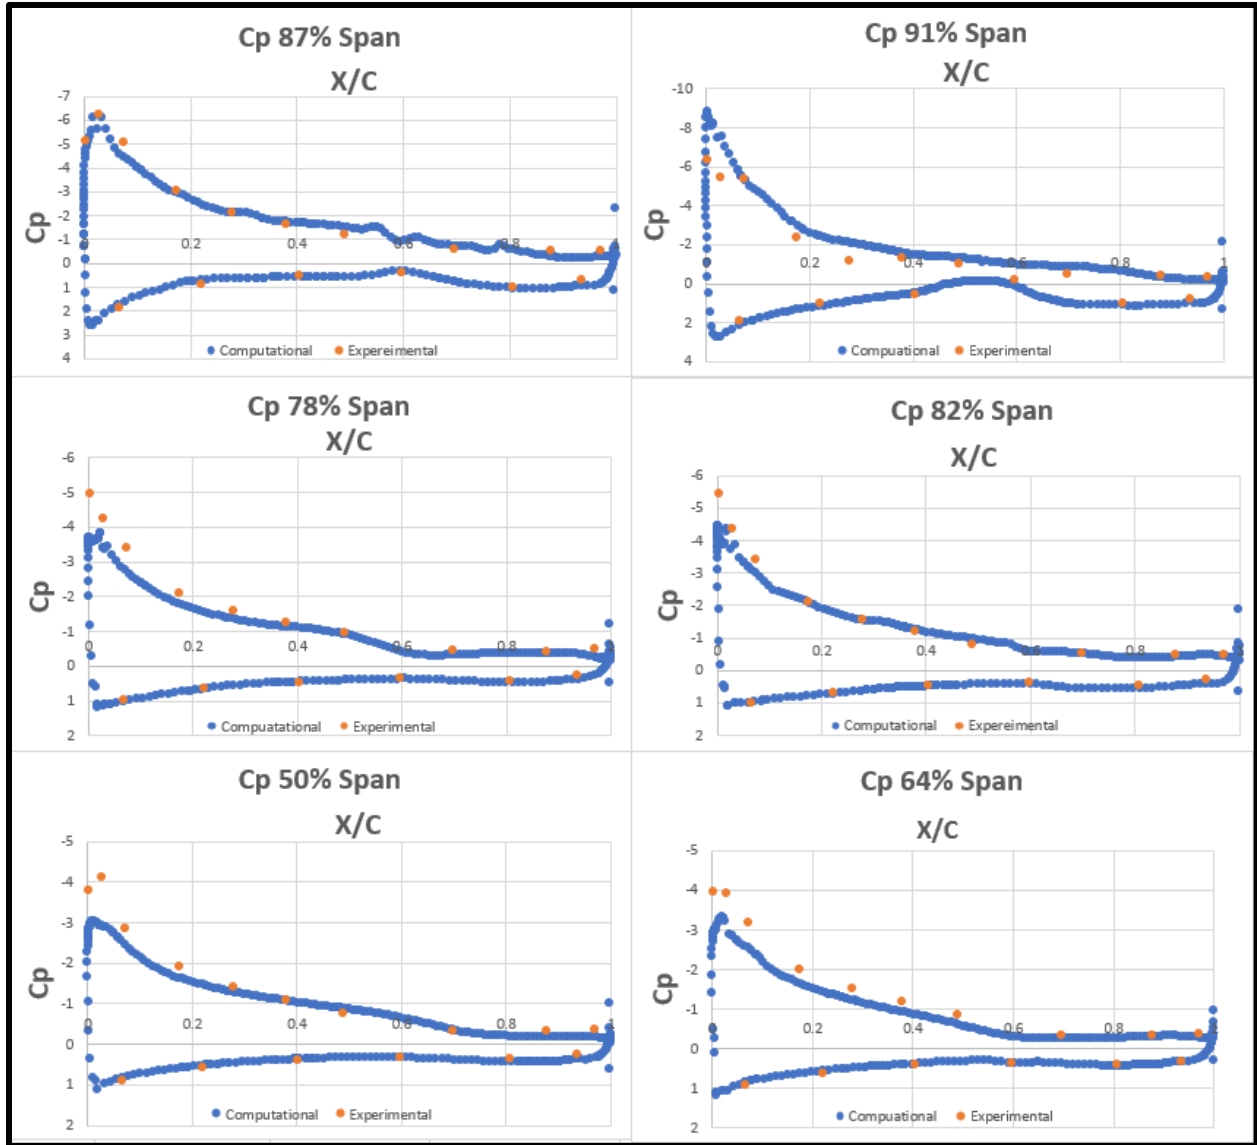 Cp 87% Span
X/C
-7
-6
-5
-4
-3
-2
-1
0
1
2
3
4
0 0.2 0.4 0.6 0.8 1
Cp
Computational Expereimental
Cp 91% Span
X/C
-10
-8
-6
-4
-2
0
2
4
0 0.2 0.4 0.6 0.8 1
Cp
Compuational Experimental
Cp 78% Span
X/C
-6
-5
-4
-3
-2
-1
0
1
2
0 0.2 0.4 0.6 0.8 1
Cp
Compuatational Experimental
Cp 82% Span
X/C
-6
-5
-4
-3
-2
-1
0
1
2
0 0.2 0.4 0.6 0.8
Cp
Computational Expereimental
Cp 50% Span
X/C
-5
-4
-3
-2
-1
0
1
2
0 0.2 0.4 0.6 0.8 1
Cp
Computational Experimental
Cp 64% Span
X/C
-5
-4
-3
-2
-1
0
1
2
0 0.2 0.4 0.6 0.8 1
Cp
Compuational Experimental